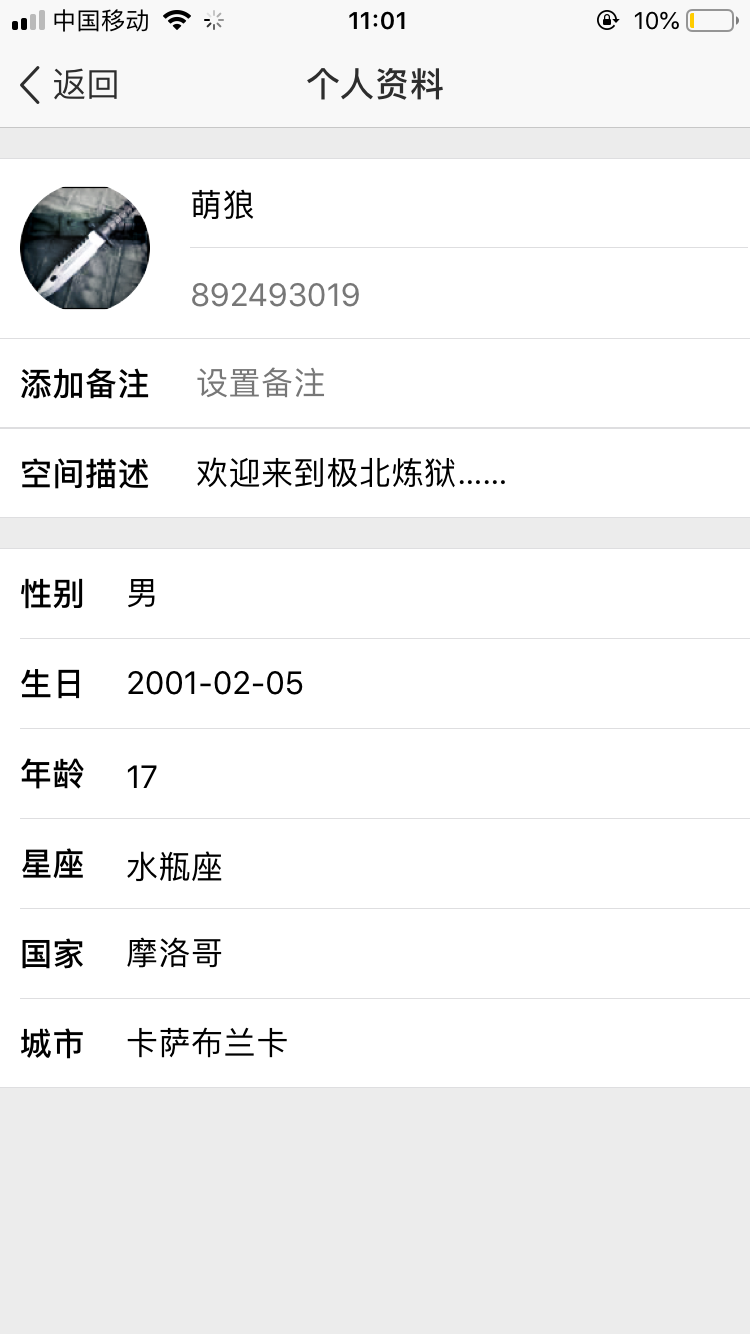 中国移动 11:01 10%
返回 个人资料
萌狼
892493019
添加备注 设置备注
空间描述 欢迎来到极北炼狱......
性别 男
生日 2001-02-05
年龄 17
星座 水瓶座
国家 摩洛哥
城市 卡萨布兰卡